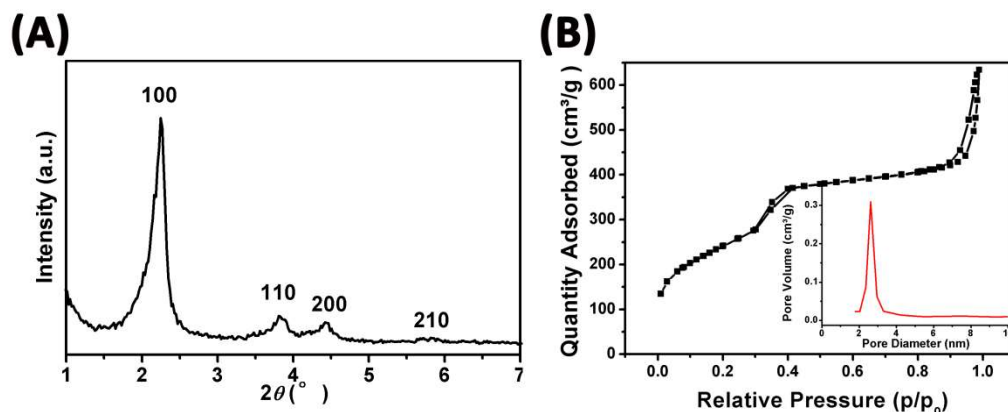 (A)
Intensity (a.u.)
100
110
200
210
1 2 3 4 5 6 7
2θ (°)
(B)
Quantity Adsorbed (cm³/g)
600
500
400
300
200
100
0
0.0 0.2 0.4 0.6 0.8 1.0
Relative Pressure (p/p₀)
Pore Volume (cm³/g)
0.3
0.2
0.1
0.0
0 2 4 6 8 10
Pore Diameter (nm)